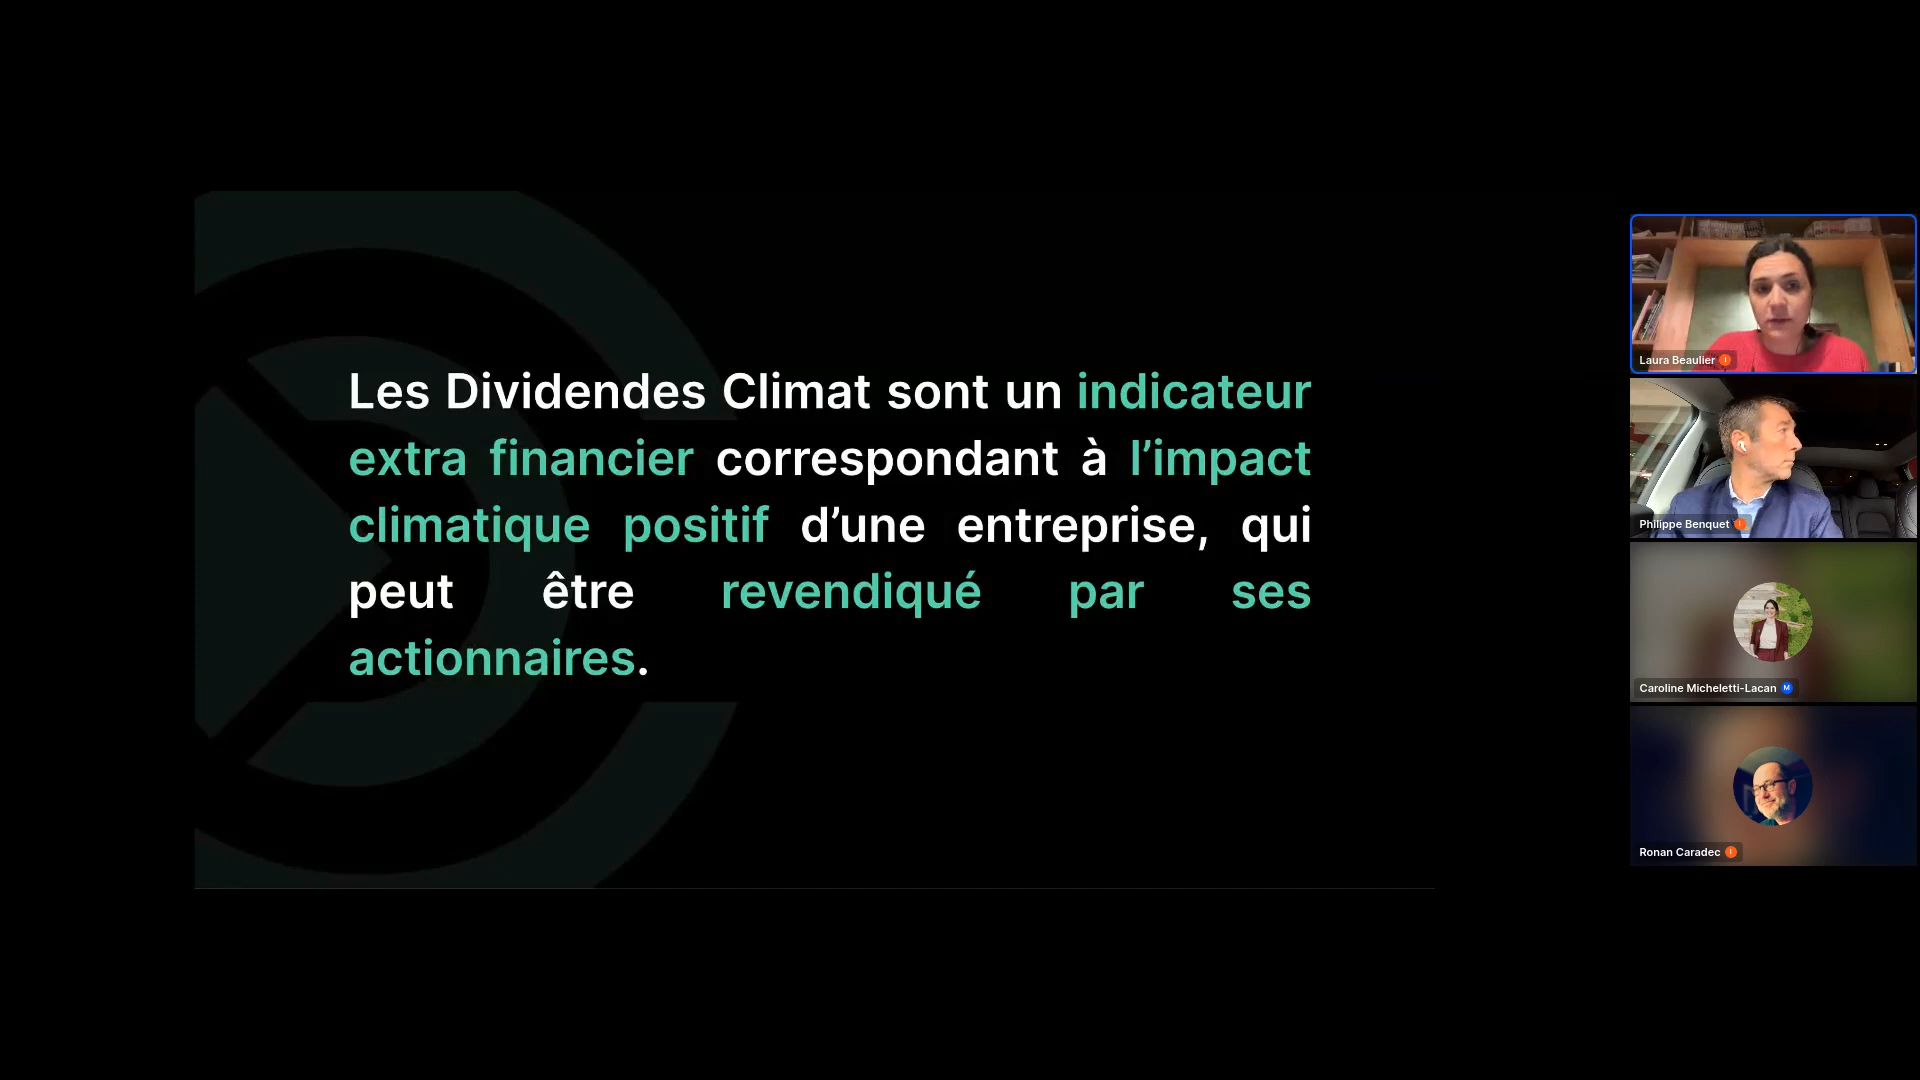 Les Dividendes Climat sont un indicateur
extra financier correspondant à l’impact
climatique positif d’une entreprise, qui
peut être revendiqué par ses
actionnaires.
Laura Beaulier I
Philippe Benquet I
Caroline Micheletti-Lacan M
Ronan Caradec I